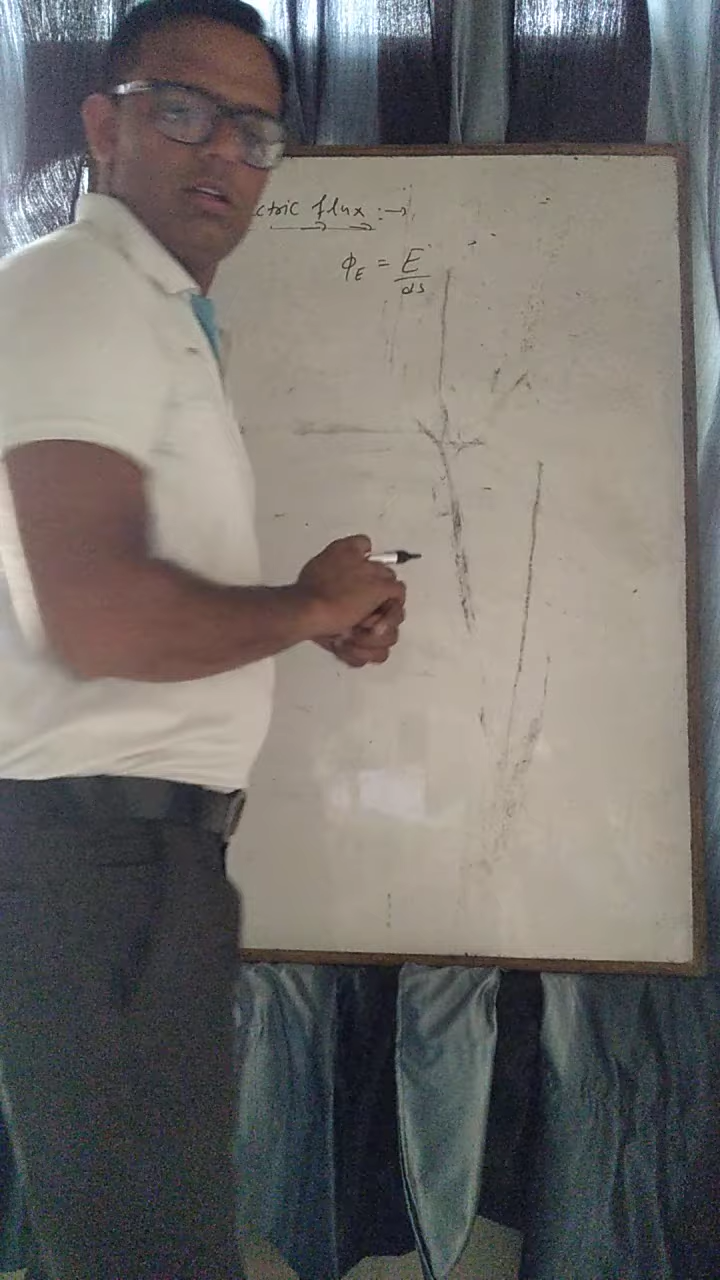 ctric flux :→
ϕE = E/ds